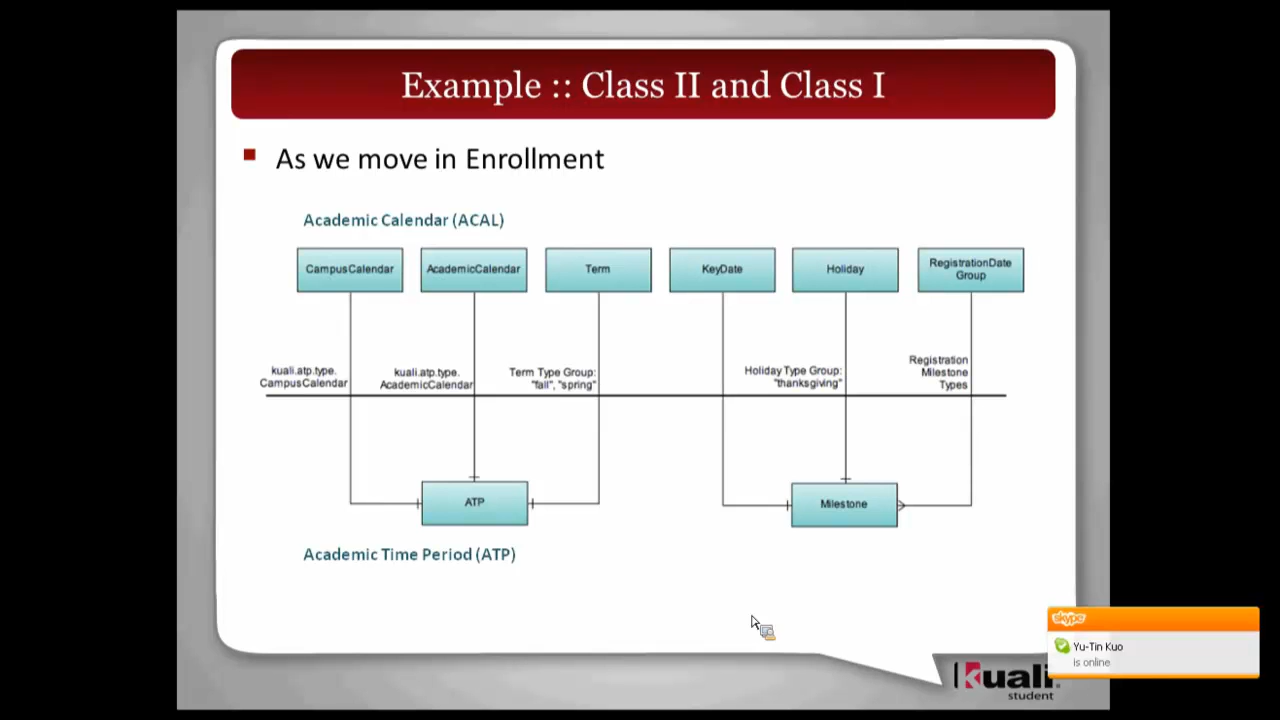 Example :: Class II and Class I
As we move in Enrollment
Academic Calendar (ACAL)
CampusCalendar
AcademicCalendar
Term
KeyDate
Holiday
RegistrationDate
Group
kuali.atp.type.
CampusCalendar
kuali.atp.type.
AcademicCalendar
Term Type Group:
"fall", "spring"
Holiday Type Group:
"thanksgiving"
Registration
Milestone
Types
ATP
Milestone
Academic Time Period (ATP)
skype
Yu-Tin Kuo
is online
Kuali
student